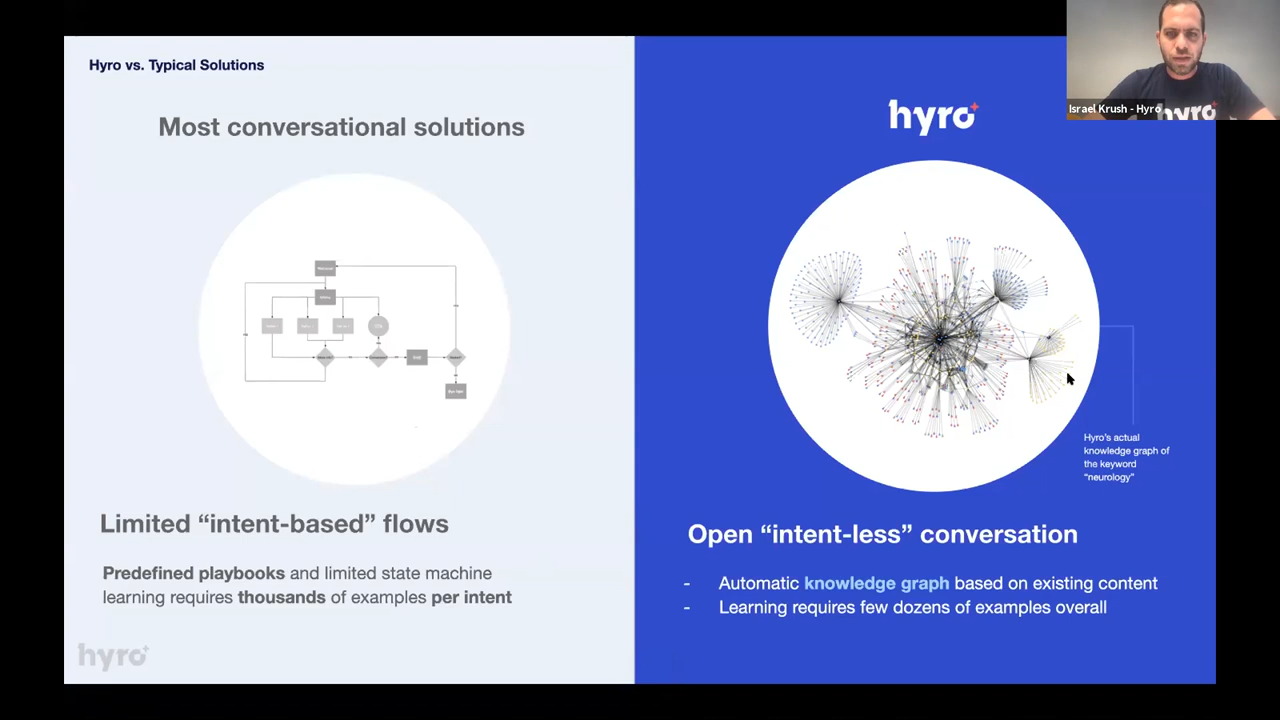 Hyro vs. Typical Solutions
Most conversational solutions
Limited “intent-based” flows
Predefined playbooks and limited state machine
learning requires thousands of examples per intent
hyro
hyro
Hyro’s actual
knowledge graph of
the keyword
“neurology”
Open “intent-less” conversation
- Automatic knowledge graph based on existing content
- Learning requires few dozens of examples overall
Israel Krush - Hyro
hyro